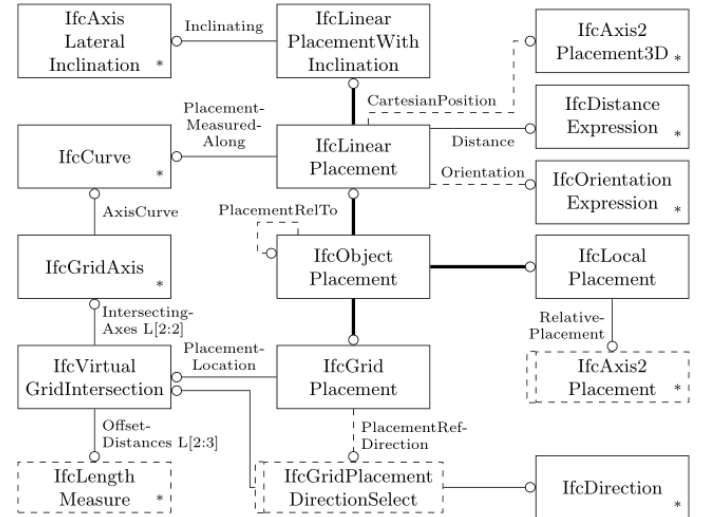 IfcAxis
Lateral
Inclination *
Inclinating
IfcLinear
PlacementWith
Inclination
IfcAxis2
Placement3D *
CartesianPosition
IfcDistance
Expression *
Distance
Placement-
Measured-
Along
IfcCurve
*
IfcLinear
Placement
Orientation
IfcOrientation
Expression *
AxisCurve
PlacementRelTo
IfcGridAxis
*
IfcObject
Placement
IfcLocal
Placement
Intersecting-
Axes L[2:2]
Relative-
Placement
IfcVirtual
GridIntersection
Placement-
Location
IfcGrid
Placement
IfcAxis2
Placement *
Offset-
Distances L[2:3]
PlacementRef-
Direction
IfcLength
Measure *
IfcGridPlacement
DirectionSelect
IfcDirection
*